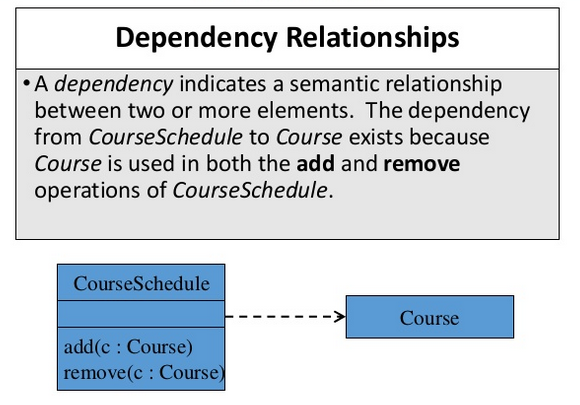 Dependency Relationships
•A dependency indicates a semantic relationship
between two or more elements. The dependency
from CourseSchedule to Course exists because
Course is used in both the add and remove
operations of CourseSchedule.
CourseSchedule
Course
add(c : Course)
remove(c : Course)